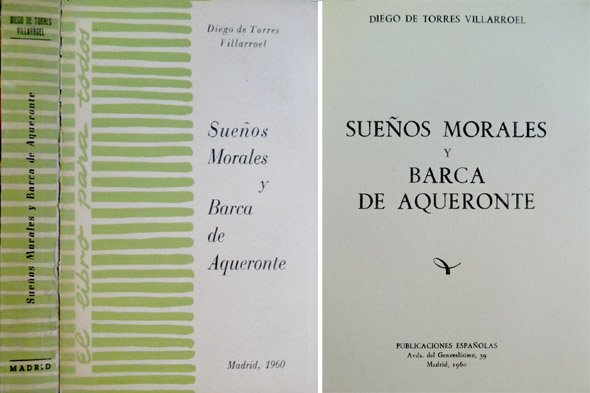 DIEGO DE TORRES
VILLARROEL
Sueños Morales y Barca de Aqueronte
MADRID
el libro para todos
Diego de Torres
Villarroel
Sueños
Morales
y
Barca
de
Aqueronte
Madrid, 1960
DIEGO DE TORRES VILLARROEL
SUEÑOS MORALES
Y
BARCA
DE AQUERONTE
PUBLICACIONES ESPAÑOLAS
Avda. del Generalísimo, 39
Madrid, 1960